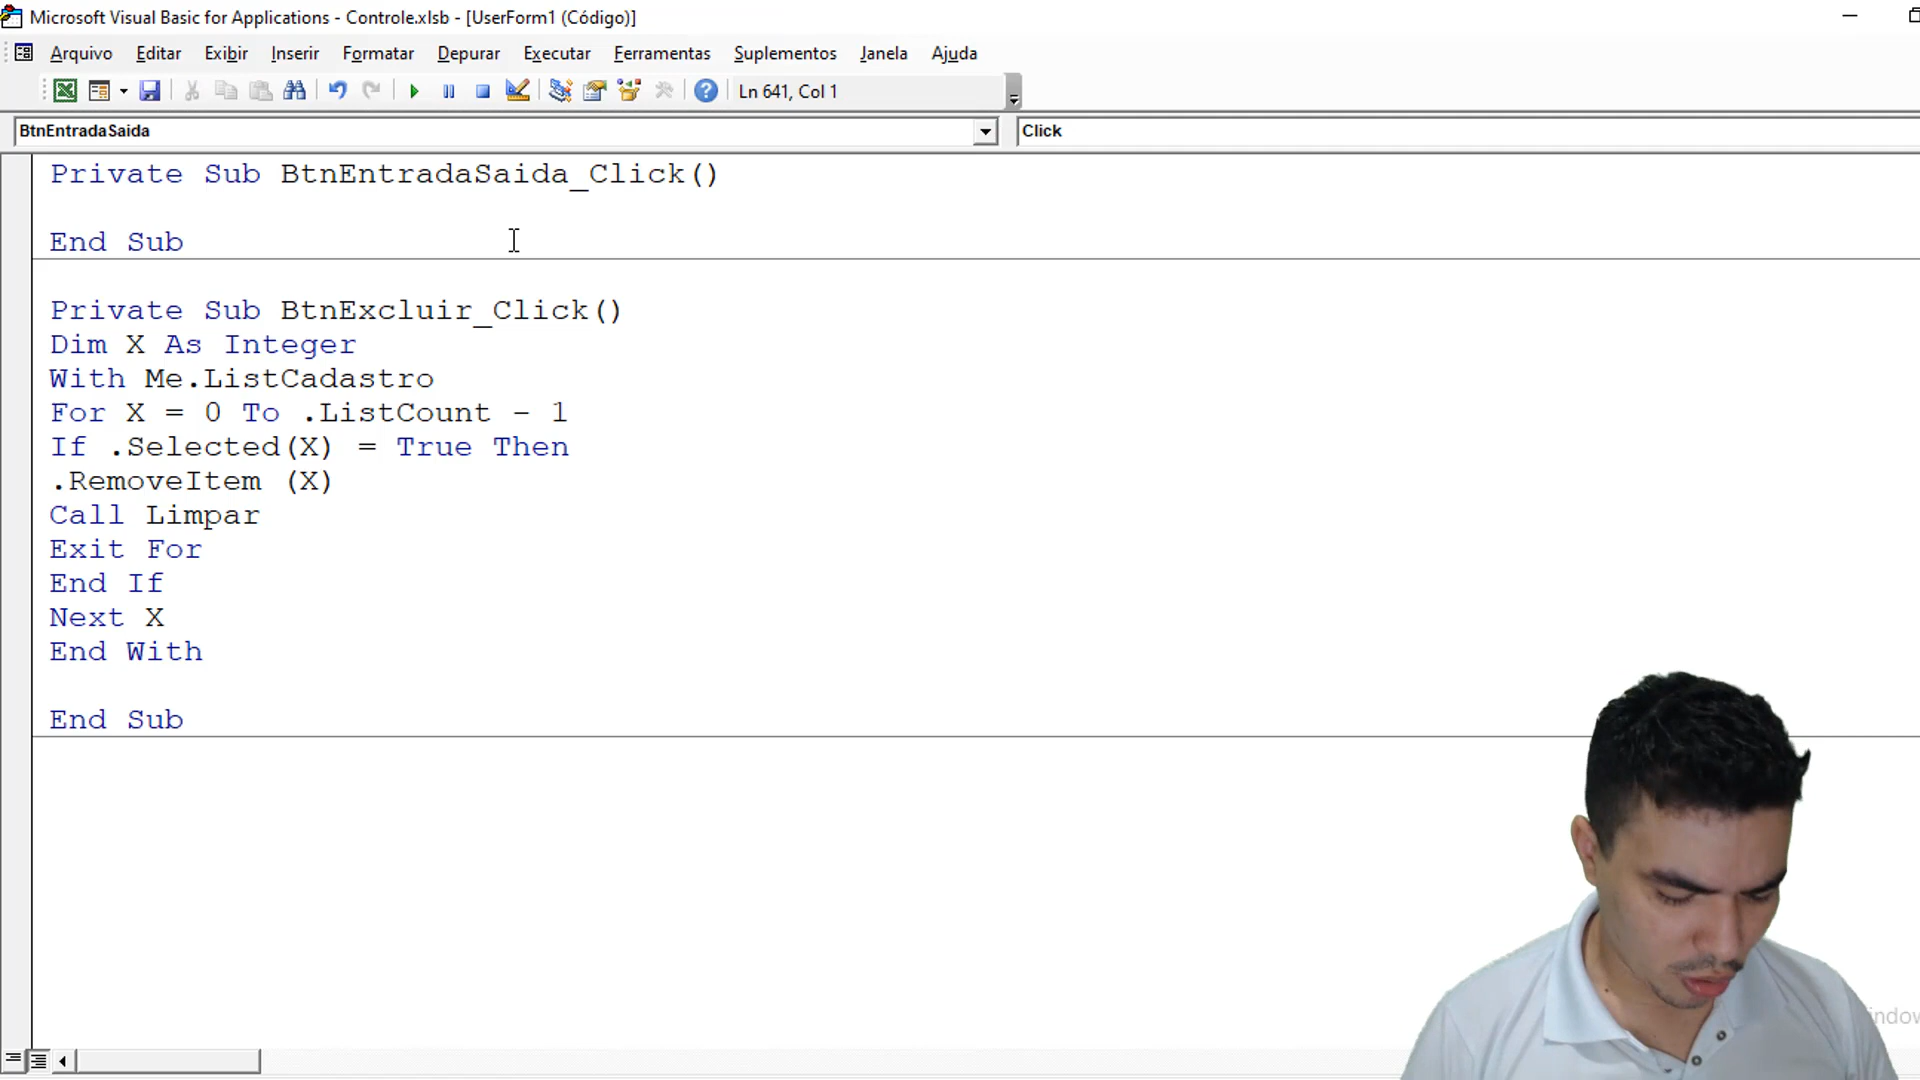 Microsoft Visual Basic for Applications - Controle.xlsb - [UserForm1 (Código)]
Arquivo Editar Exibir Inserir Formatar Depurar Executar Ferramentas Suplementos Janela Ajuda
Ln 641, Col 1
BtnEntradaSaida Click
Private Sub BtnEntradaSaida_Click()
End Sub
Private Sub BtnExcluir_Click()
Dim X As Integer
With Me.ListCadastro
For X = 0 To .ListCount - 1
If .Selected(X) = True Then
.RemoveItem (X)
Call Limpar
Exit For
End If
Next X
End With
End Sub